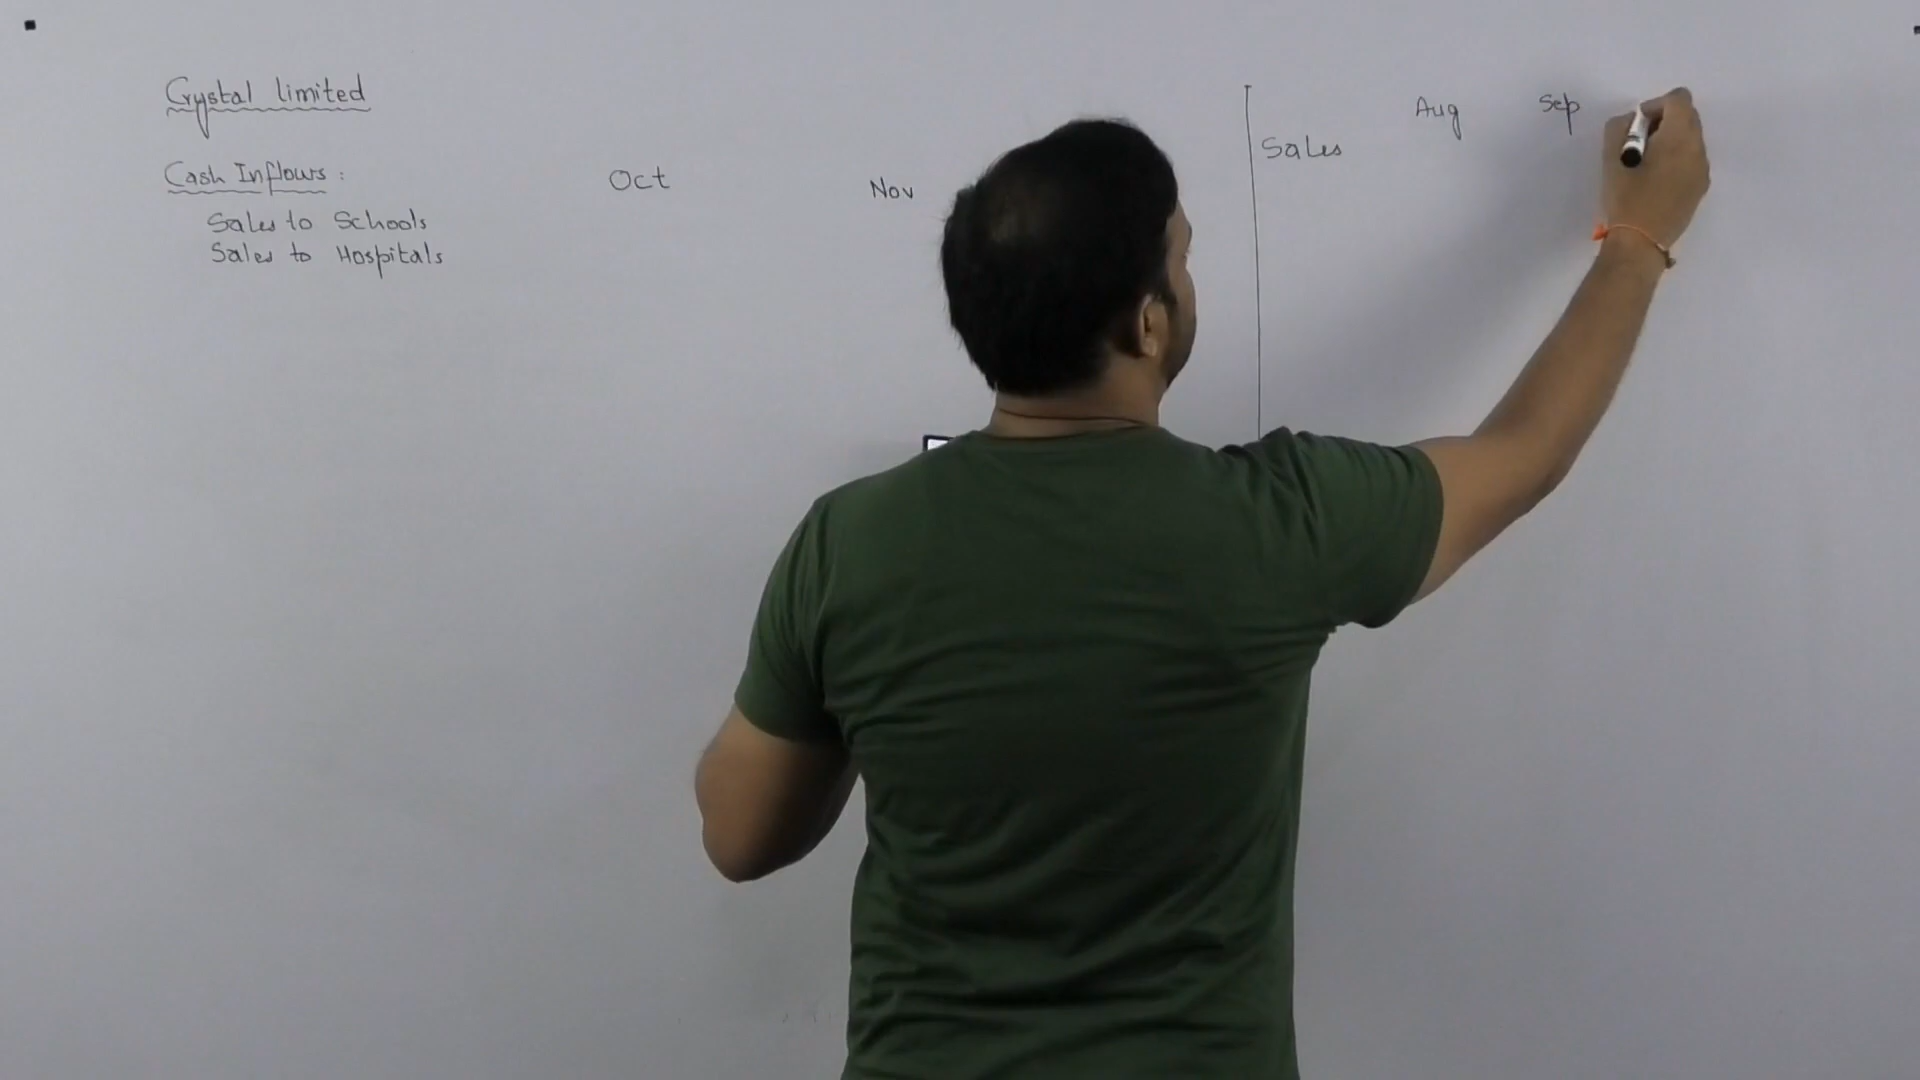 Crystal limited
Cash Inflows :
Oct
Nov
Sales to Schools
Sales to Hospitals
Aug
Sep
Sales